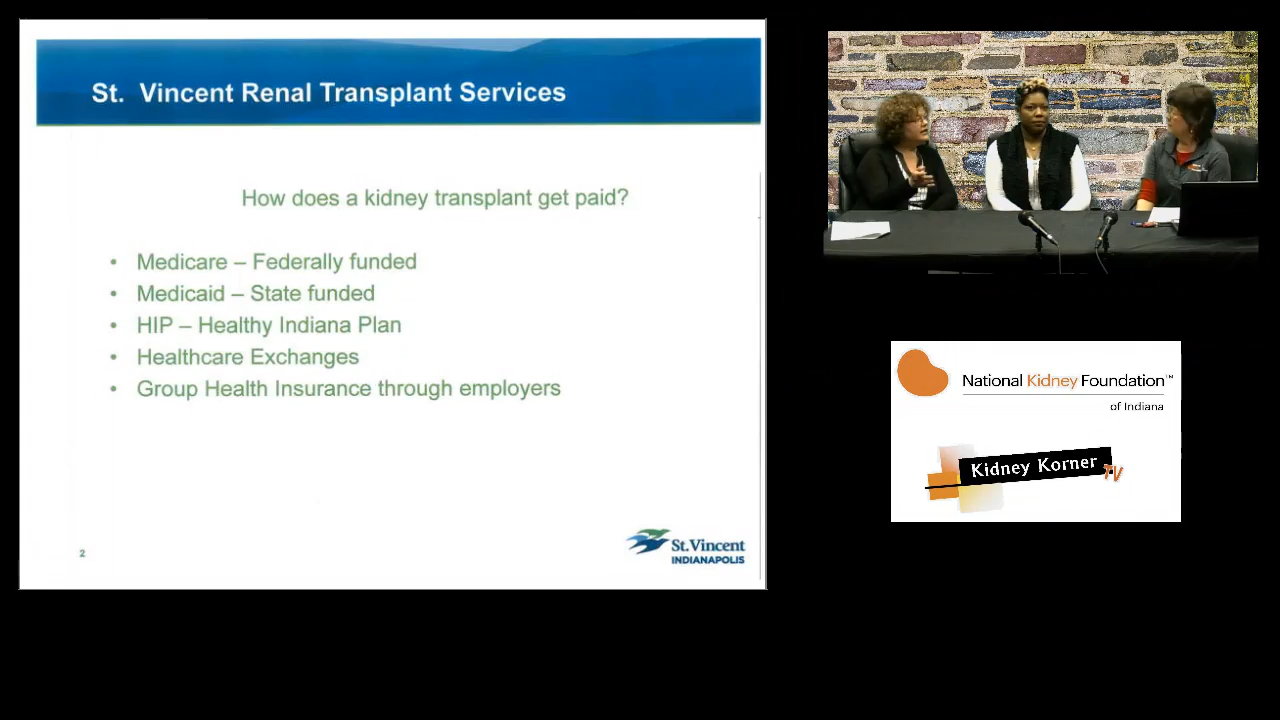 St. Vincent Renal Transplant Services
How does a kidney transplant get paid?
• Medicare – Federally funded
• Medicaid – State funded
• HIP – Healthy Indiana Plan
• Healthcare Exchanges
• Group Health Insurance through employers
2
St.Vincent
INDIANAPOLIS
National Kidney Foundation™
of Indiana
Kidney Korner TV